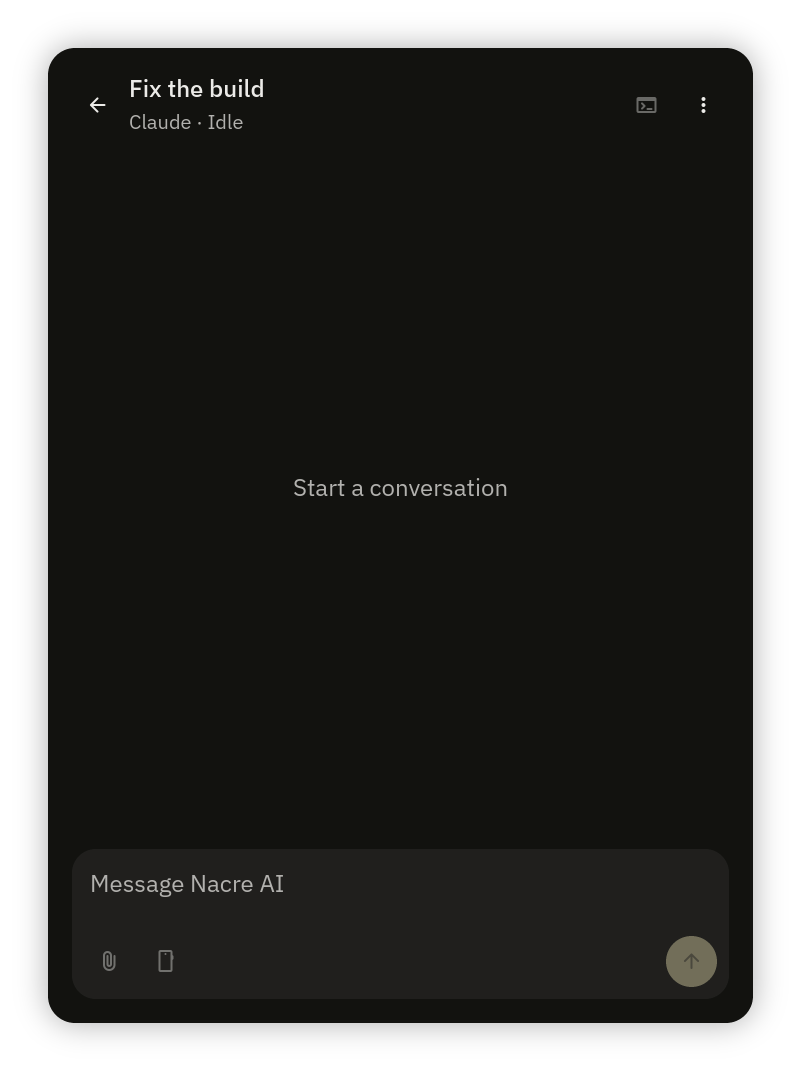 Fix the build
Claude · Idle
Start a conversation
Message Nacre AI